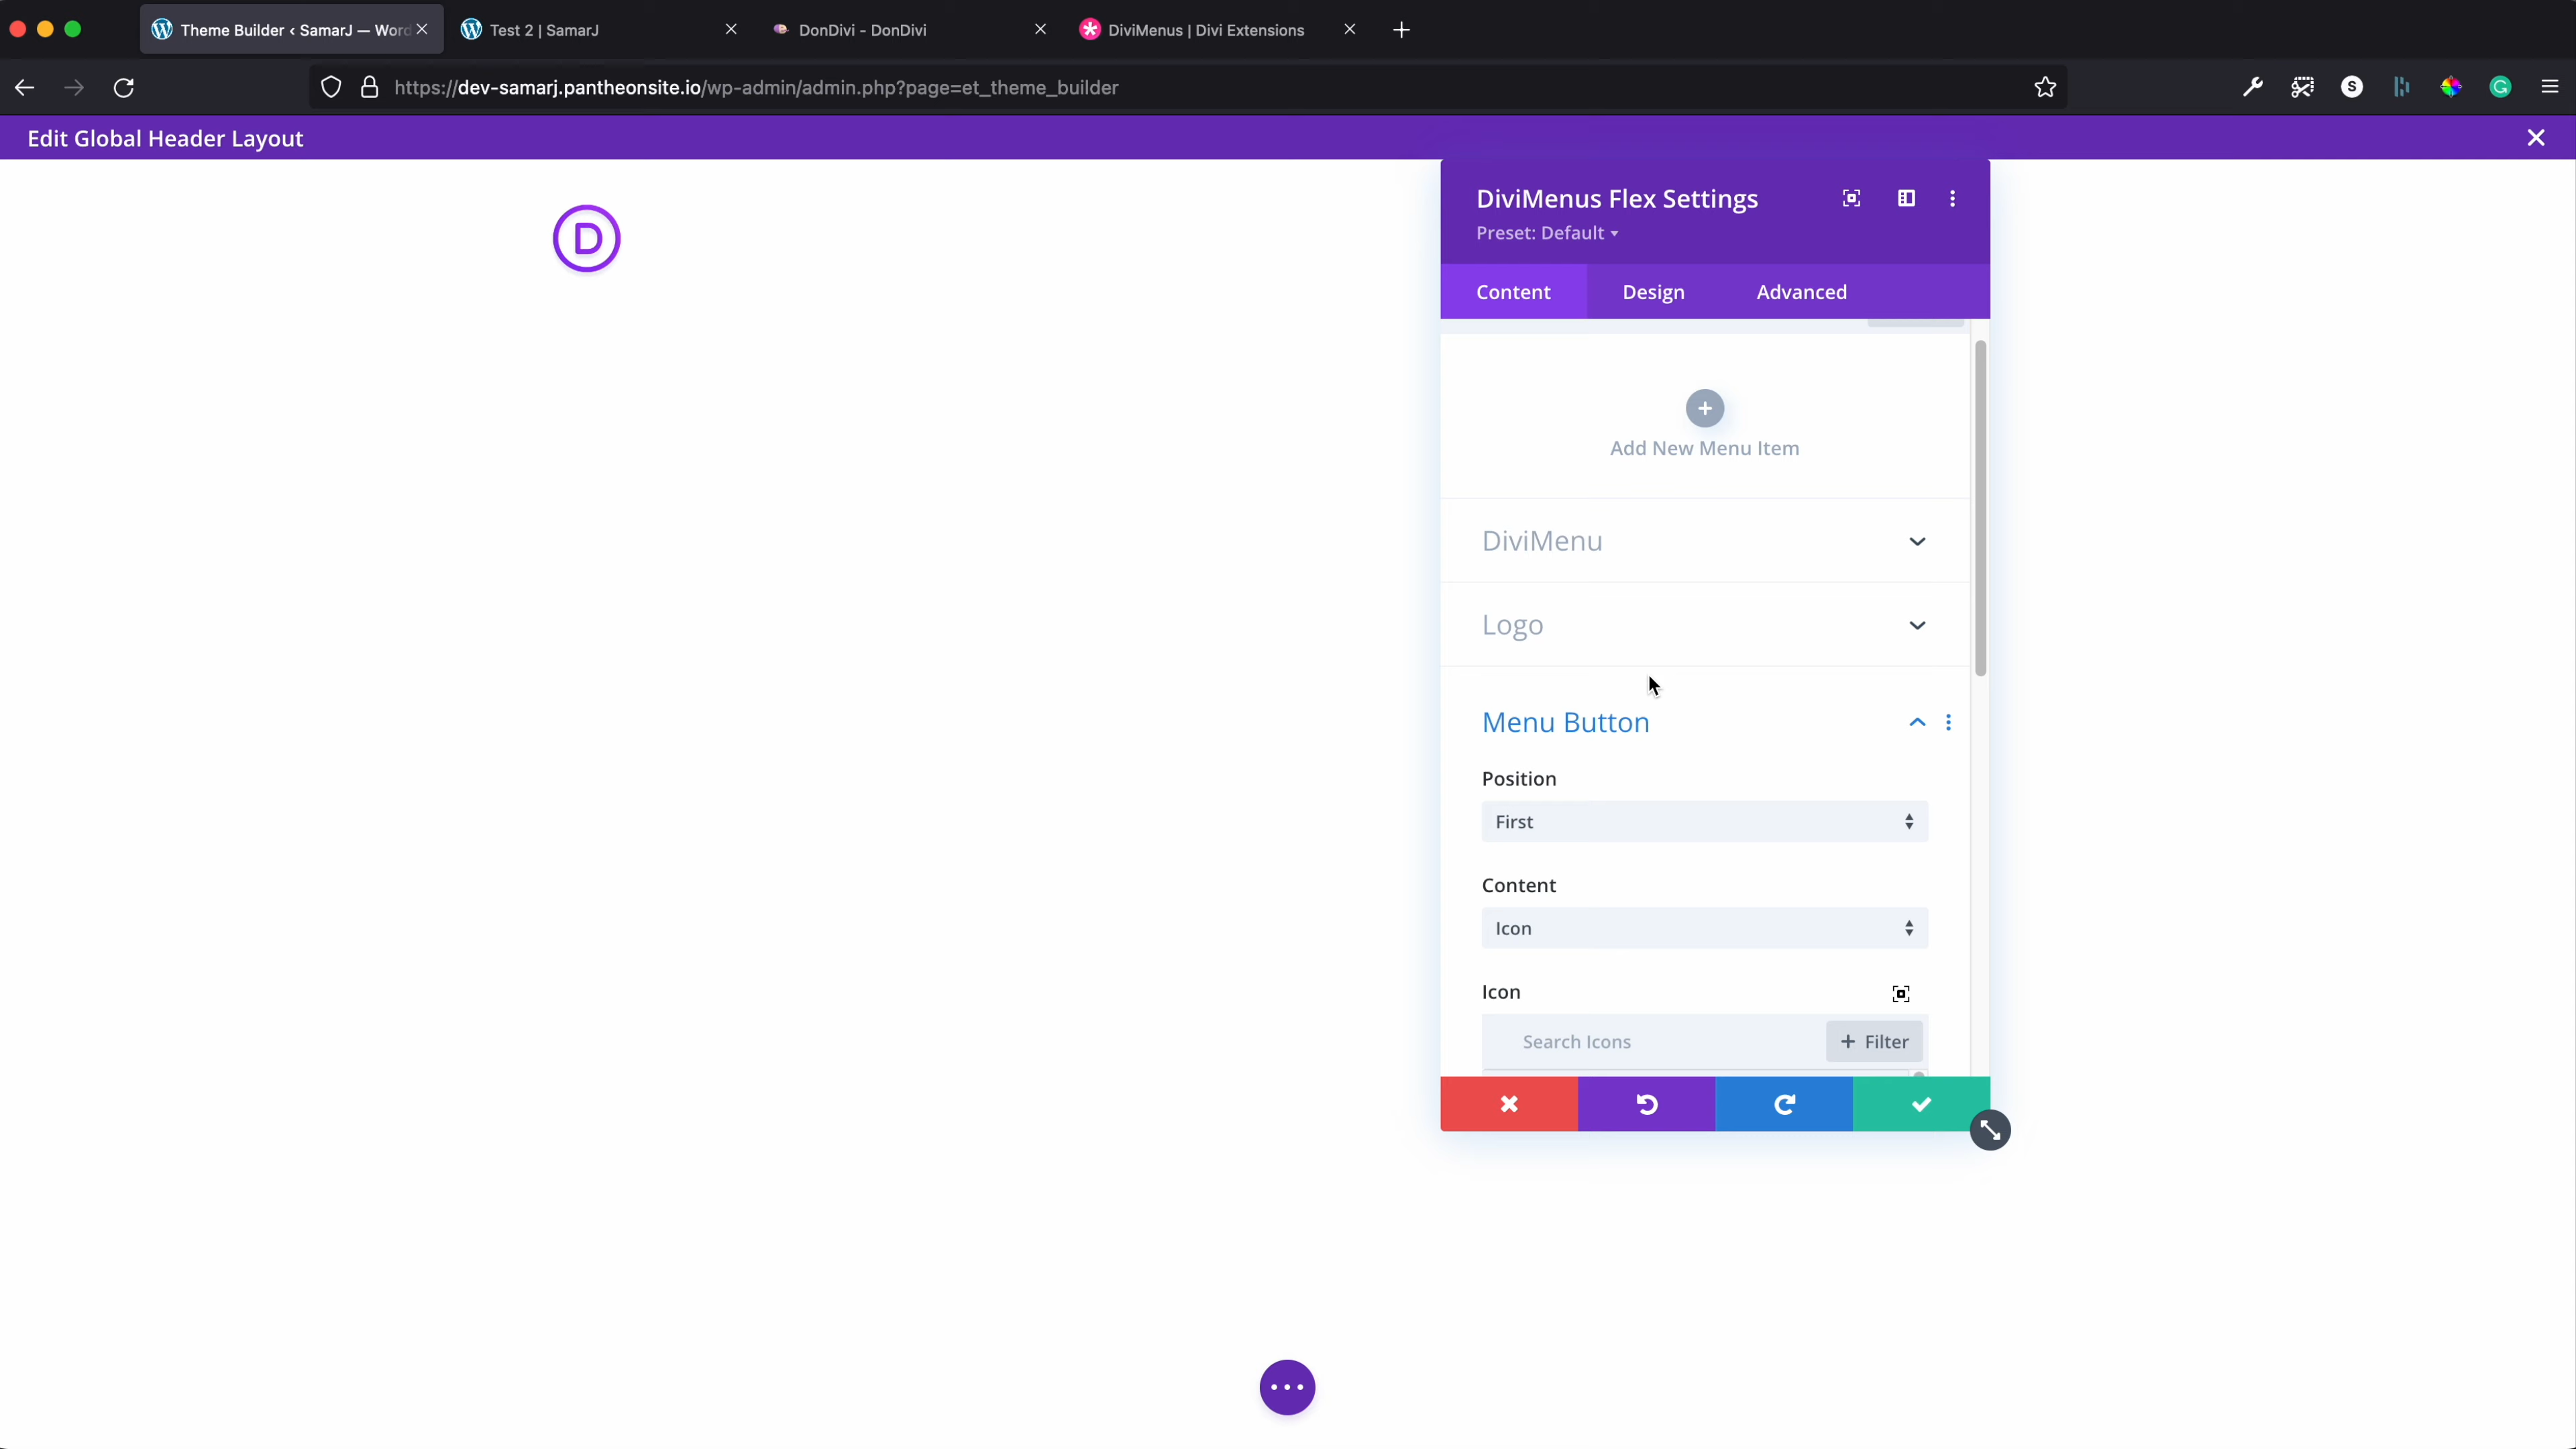 Theme Builder ‹ SamarJ — Word
Test 2 | SamarJ
DonDivi - DonDivi
DiviMenus | Divi Extensions
https://dev-samarj.pantheonsite.io/wp-admin/admin.php?page=et_theme_builder
Edit Global Header Layout
D
DiviMenus Flex Settings
Preset: Default
Content
Design
Advanced
Add New Menu Item
DiviMenu
Logo
Menu Button
Position
First
Content
Icon
Icon
Search Icons
+ Filter